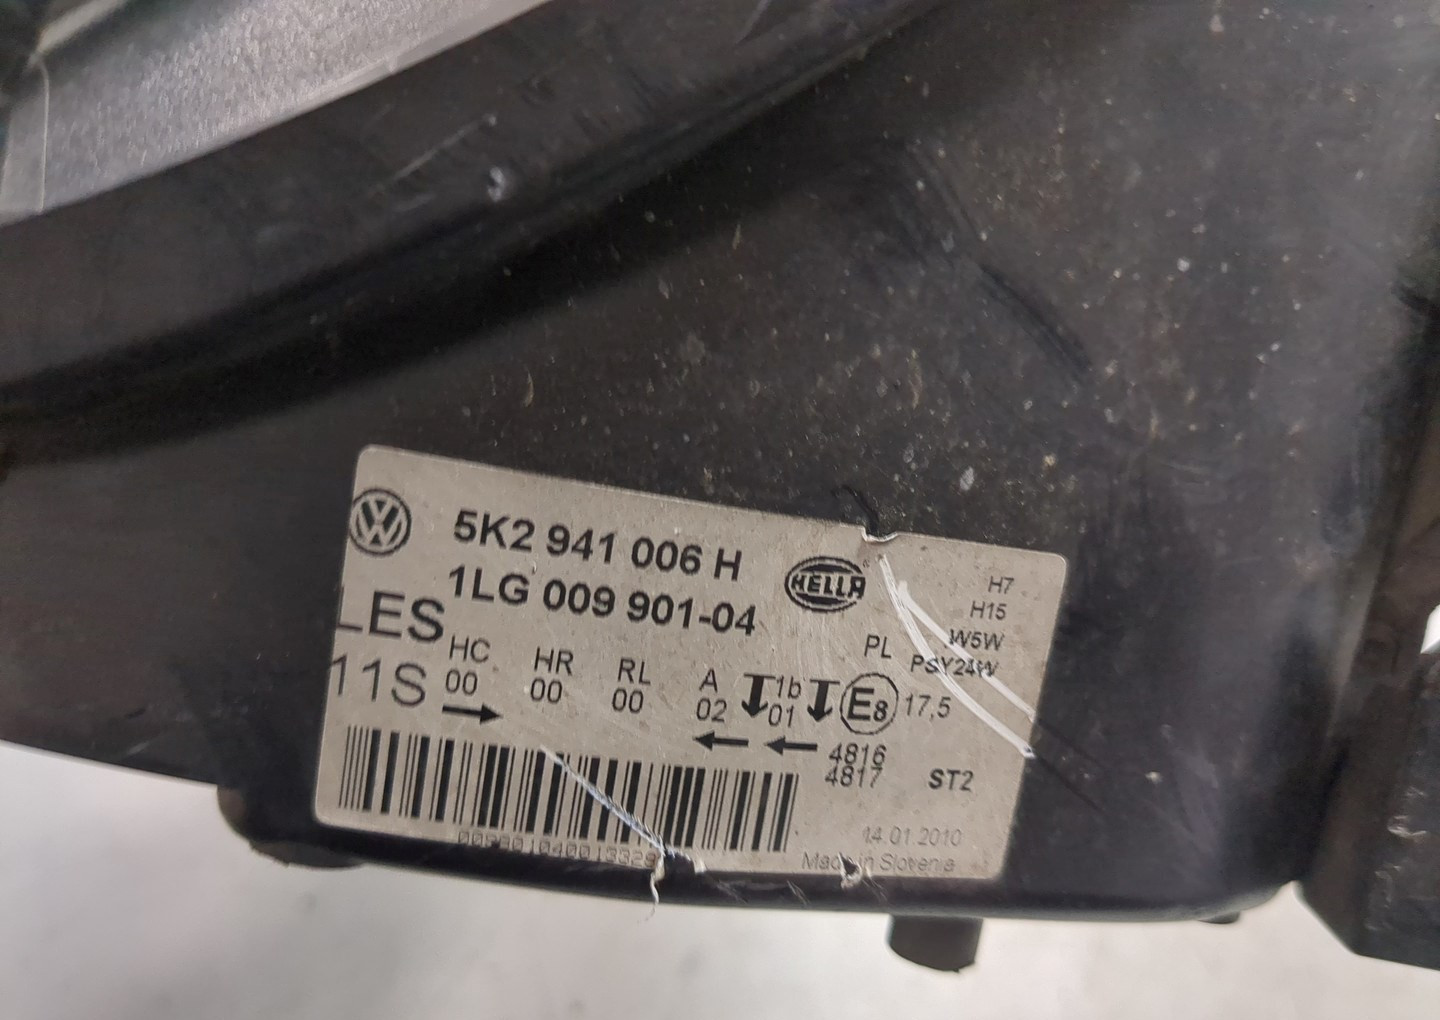 5K2 941 006 H
1LG 009 901-04
HELLA
LES
11S
HC HR RL A 1b
00 00 00 02 01
PL
H7
H15
W5W
PSY24W
E8 17,5
4816
4817
ST2
14.01.2010
Made in Slovenia